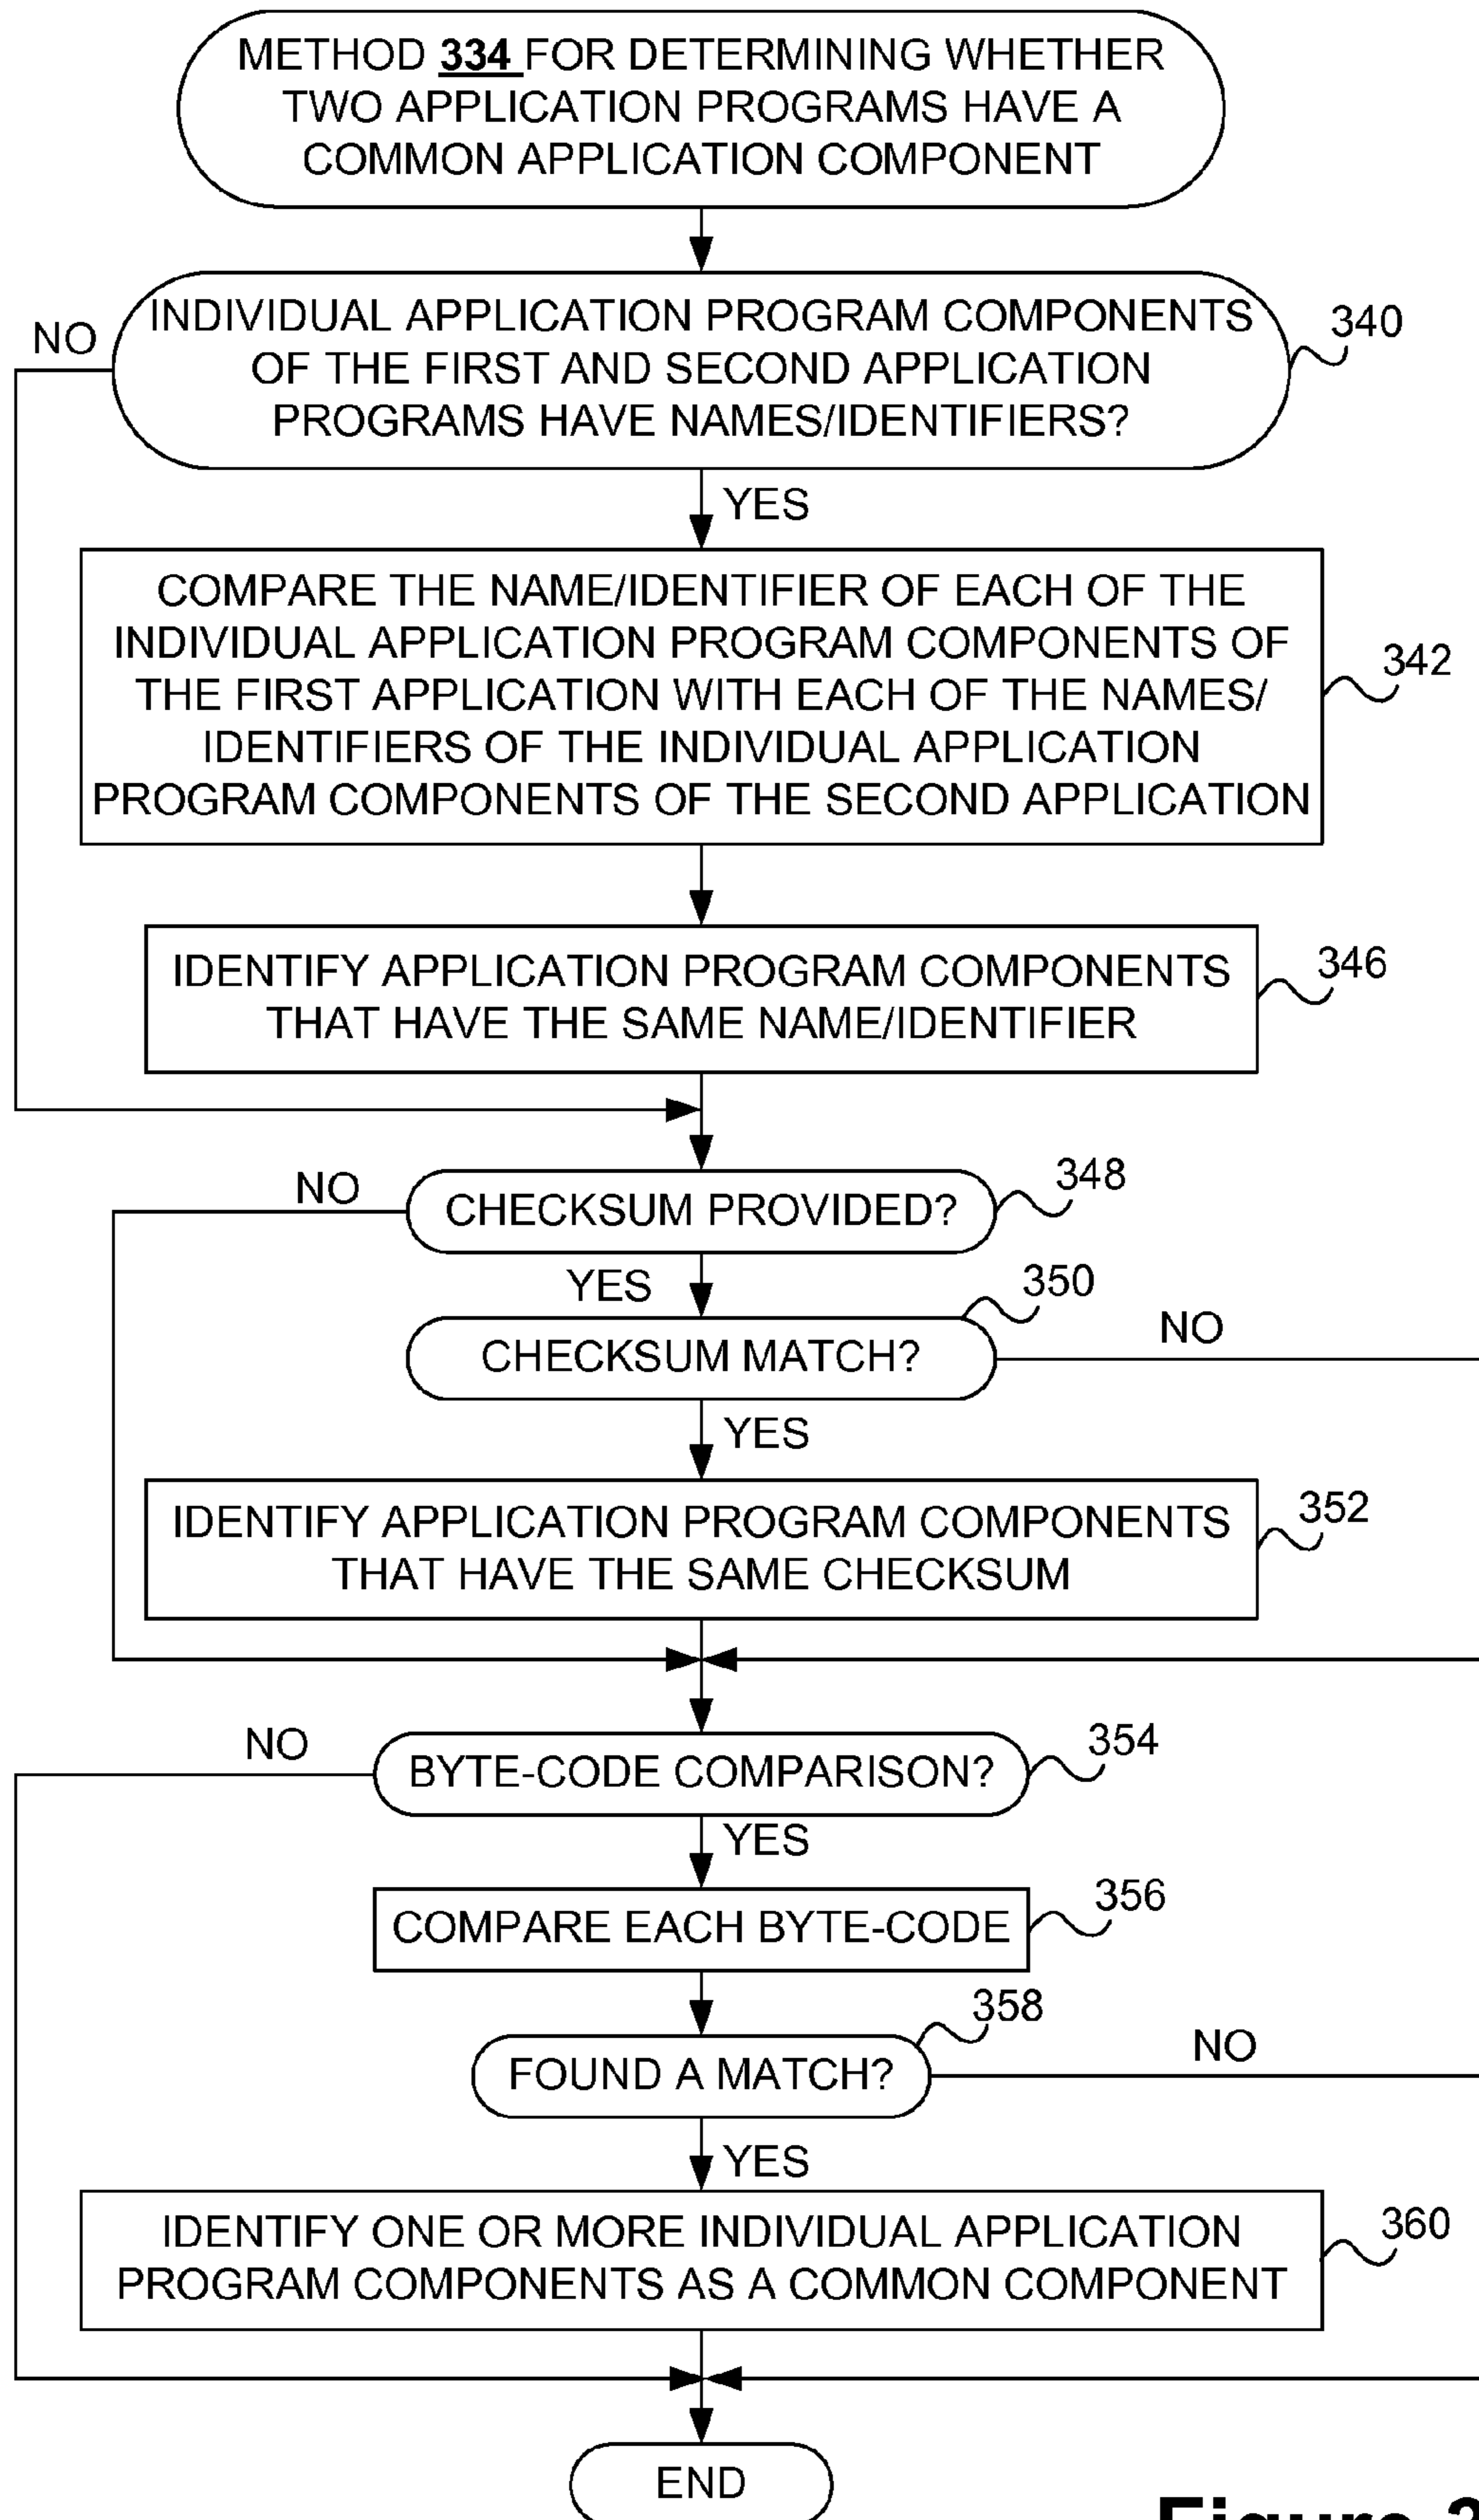 METHOD 334 FOR DETERMINING WHETHER
TWO APPLICATION PROGRAMS HAVE A
COMMON APPLICATION COMPONENT
INDIVIDUAL APPLICATION PROGRAM COMPONENTS
OF THE FIRST AND SECOND APPLICATION
PROGRAMS HAVE NAMES/IDENTIFIERS?
340
NO
YES
COMPARE THE NAME/IDENTIFIER OF EACH OF THE
INDIVIDUAL APPLICATION PROGRAM COMPONENTS OF
THE FIRST APPLICATION WITH EACH OF THE NAMES/
IDENTIFIERS OF THE INDIVIDUAL APPLICATION
PROGRAM COMPONENTS OF THE SECOND APPLICATION
342
IDENTIFY APPLICATION PROGRAM COMPONENTS
THAT HAVE THE SAME NAME/IDENTIFIER
346
NO
CHECKSUM PROVIDED?
348
YES
350
CHECKSUM MATCH?
NO
YES
IDENTIFY APPLICATION PROGRAM COMPONENTS
THAT HAVE THE SAME CHECKSUM
352
NO
BYTE-CODE COMPARISON?
354
YES
COMPARE EACH BYTE-CODE
356
358
FOUND A MATCH?
NO
YES
IDENTIFY ONE OR MORE INDIVIDUAL APPLICATION
PROGRAM COMPONENTS AS A COMMON COMPONENT
360
END
Figure